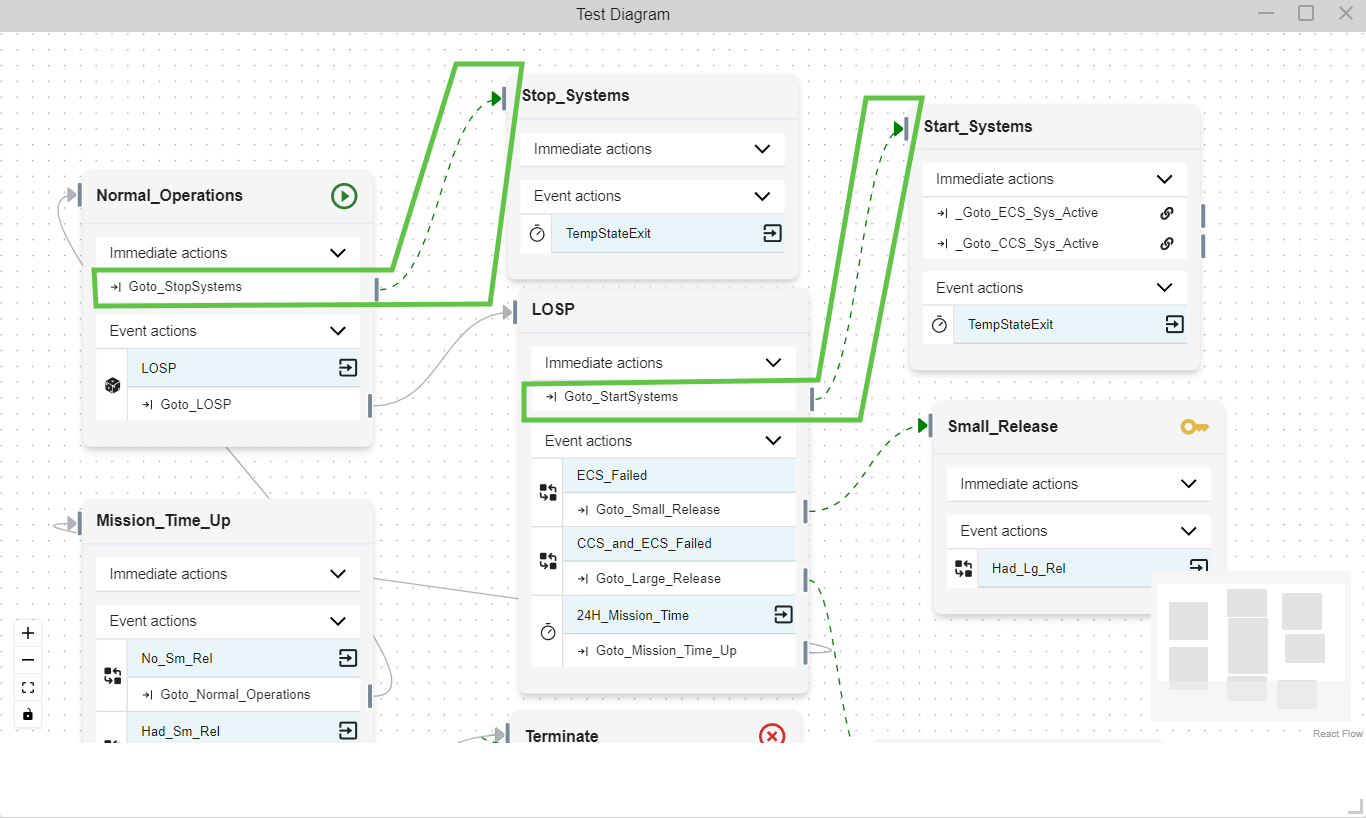 Test Diagram
Normal_Operations
Immediate actions
Goto_StopSystems
Event actions
LOSP
Goto_LOSP
Mission_Time_Up
Immediate actions
Event actions
No_Sm_Rel
Goto_Normal_Operations
Had_Sm_Rel
Stop_Systems
Immediate actions
Event actions
TempStateExit
LOSP
Immediate actions
Goto_StartSystems
Event actions
ECS_Failed
Goto_Small_Release
CCS_and_ECS_Failed
Goto_Large_Release
24H_Mission_Time
Goto_Mission_Time_Up
Terminate
Start_Systems
Immediate actions
_Goto_ECS_Sys_Active
_Goto_CCS_Sys_Active
Event actions
TempStateExit
Small_Release
Immediate actions
Event actions
Had_Lg_Rel
React Flow